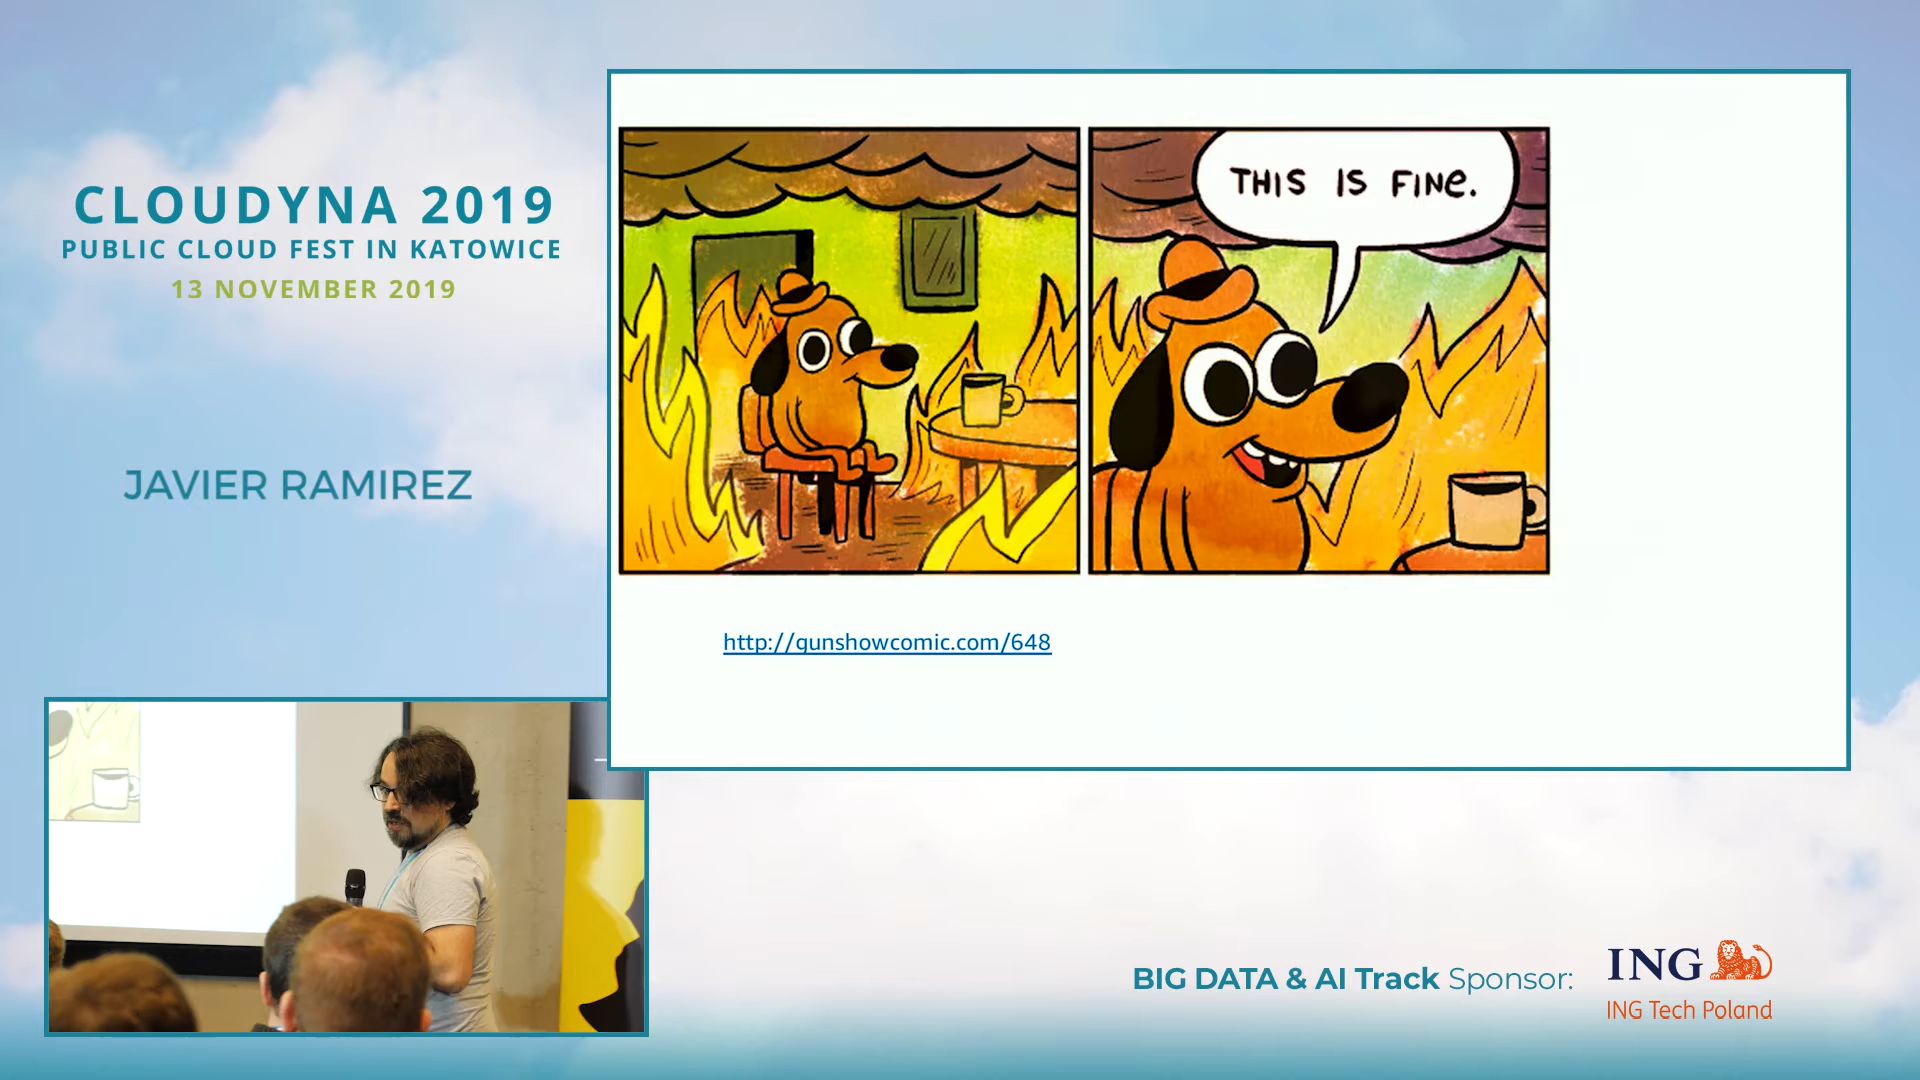 CLOUDYNA 2019
PUBLIC CLOUD FEST IN KATOWICE
13 NOVEMBER 2019
JAVIER RAMIREZ
THIS IS FINE.
http://gunshowcomic.com/648
BIG DATA & AI Track Sponsor:
ING
ING Tech Poland